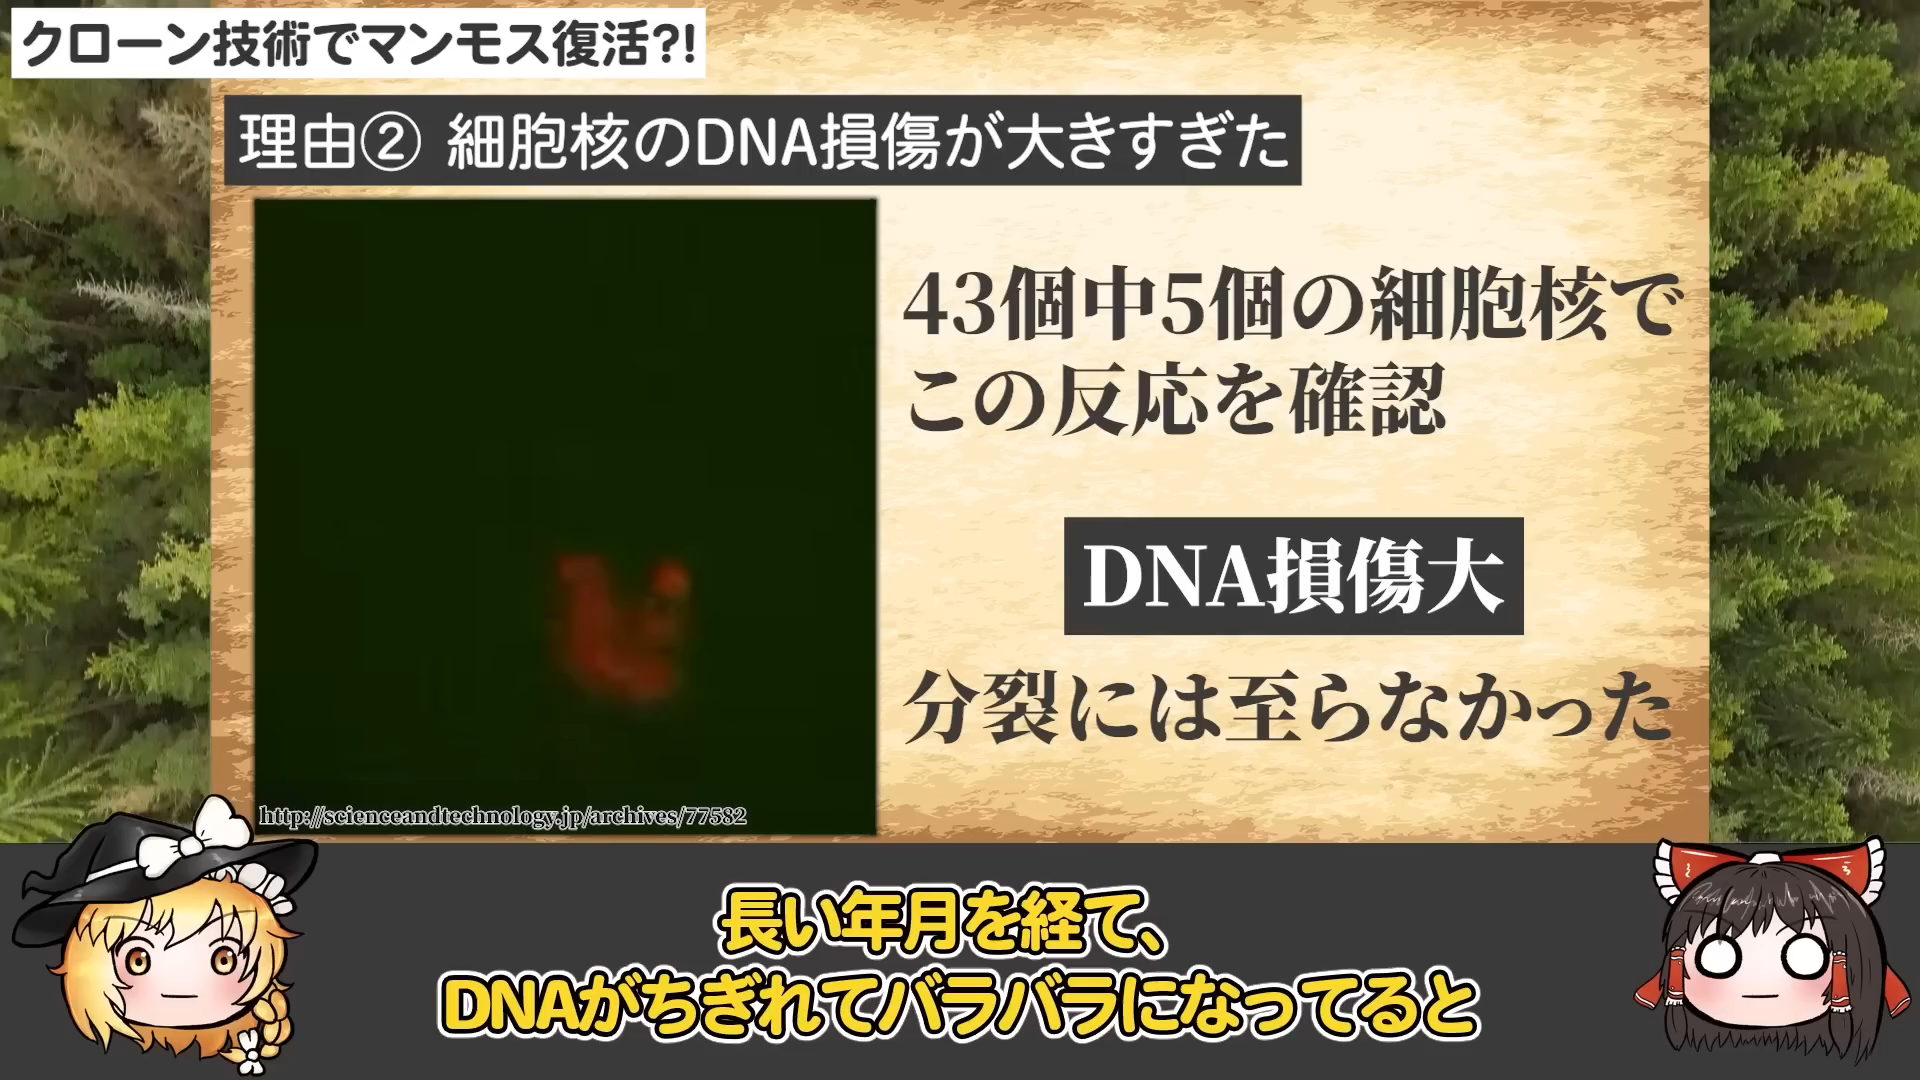 クローン技術でマンモス復活?!
理由② 細胞核のDNA損傷が大きすぎた
43個中5個の細胞核で
この反応を確認
DNA損傷大
分裂には至らなかった
http://scienceandtechnology.jp/archives/77582
長い年月を経て、
DNAがちぎれてバラバラになってると